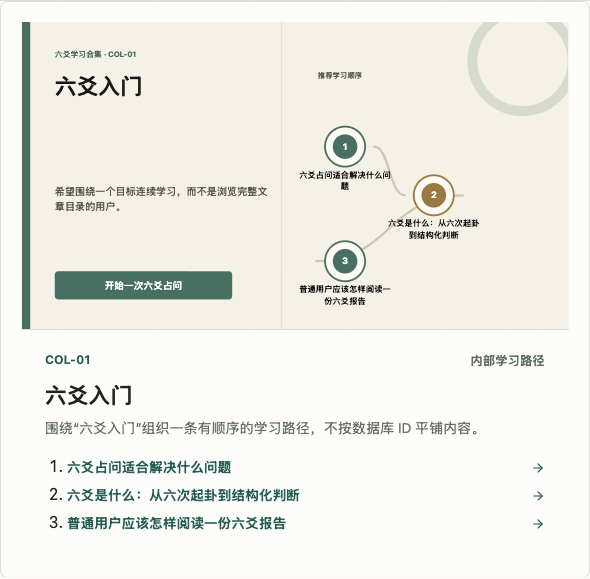 六爻学习合集 · COL-01
六爻入门
希望围绕一个目标连续学习，而不是浏览完整文
章目录的用户。
开始一次六爻占问
推荐学习顺序
1
六爻占问适合解决什么问
题
2
六爻是什么：从六次起卦
到结构化判断
3
普通用户应该怎样阅读一
份六爻报告
COL-01
内部学习路径
六爻入门
围绕“六爻入门”组织一条有顺序的学习路径，不按数据库 ID 平铺内容。
1. 六爻占问适合解决什么问题 →
2. 六爻是什么：从六次起卦到结构化判断 →
3. 普通用户应该怎样阅读一份六爻报告 →